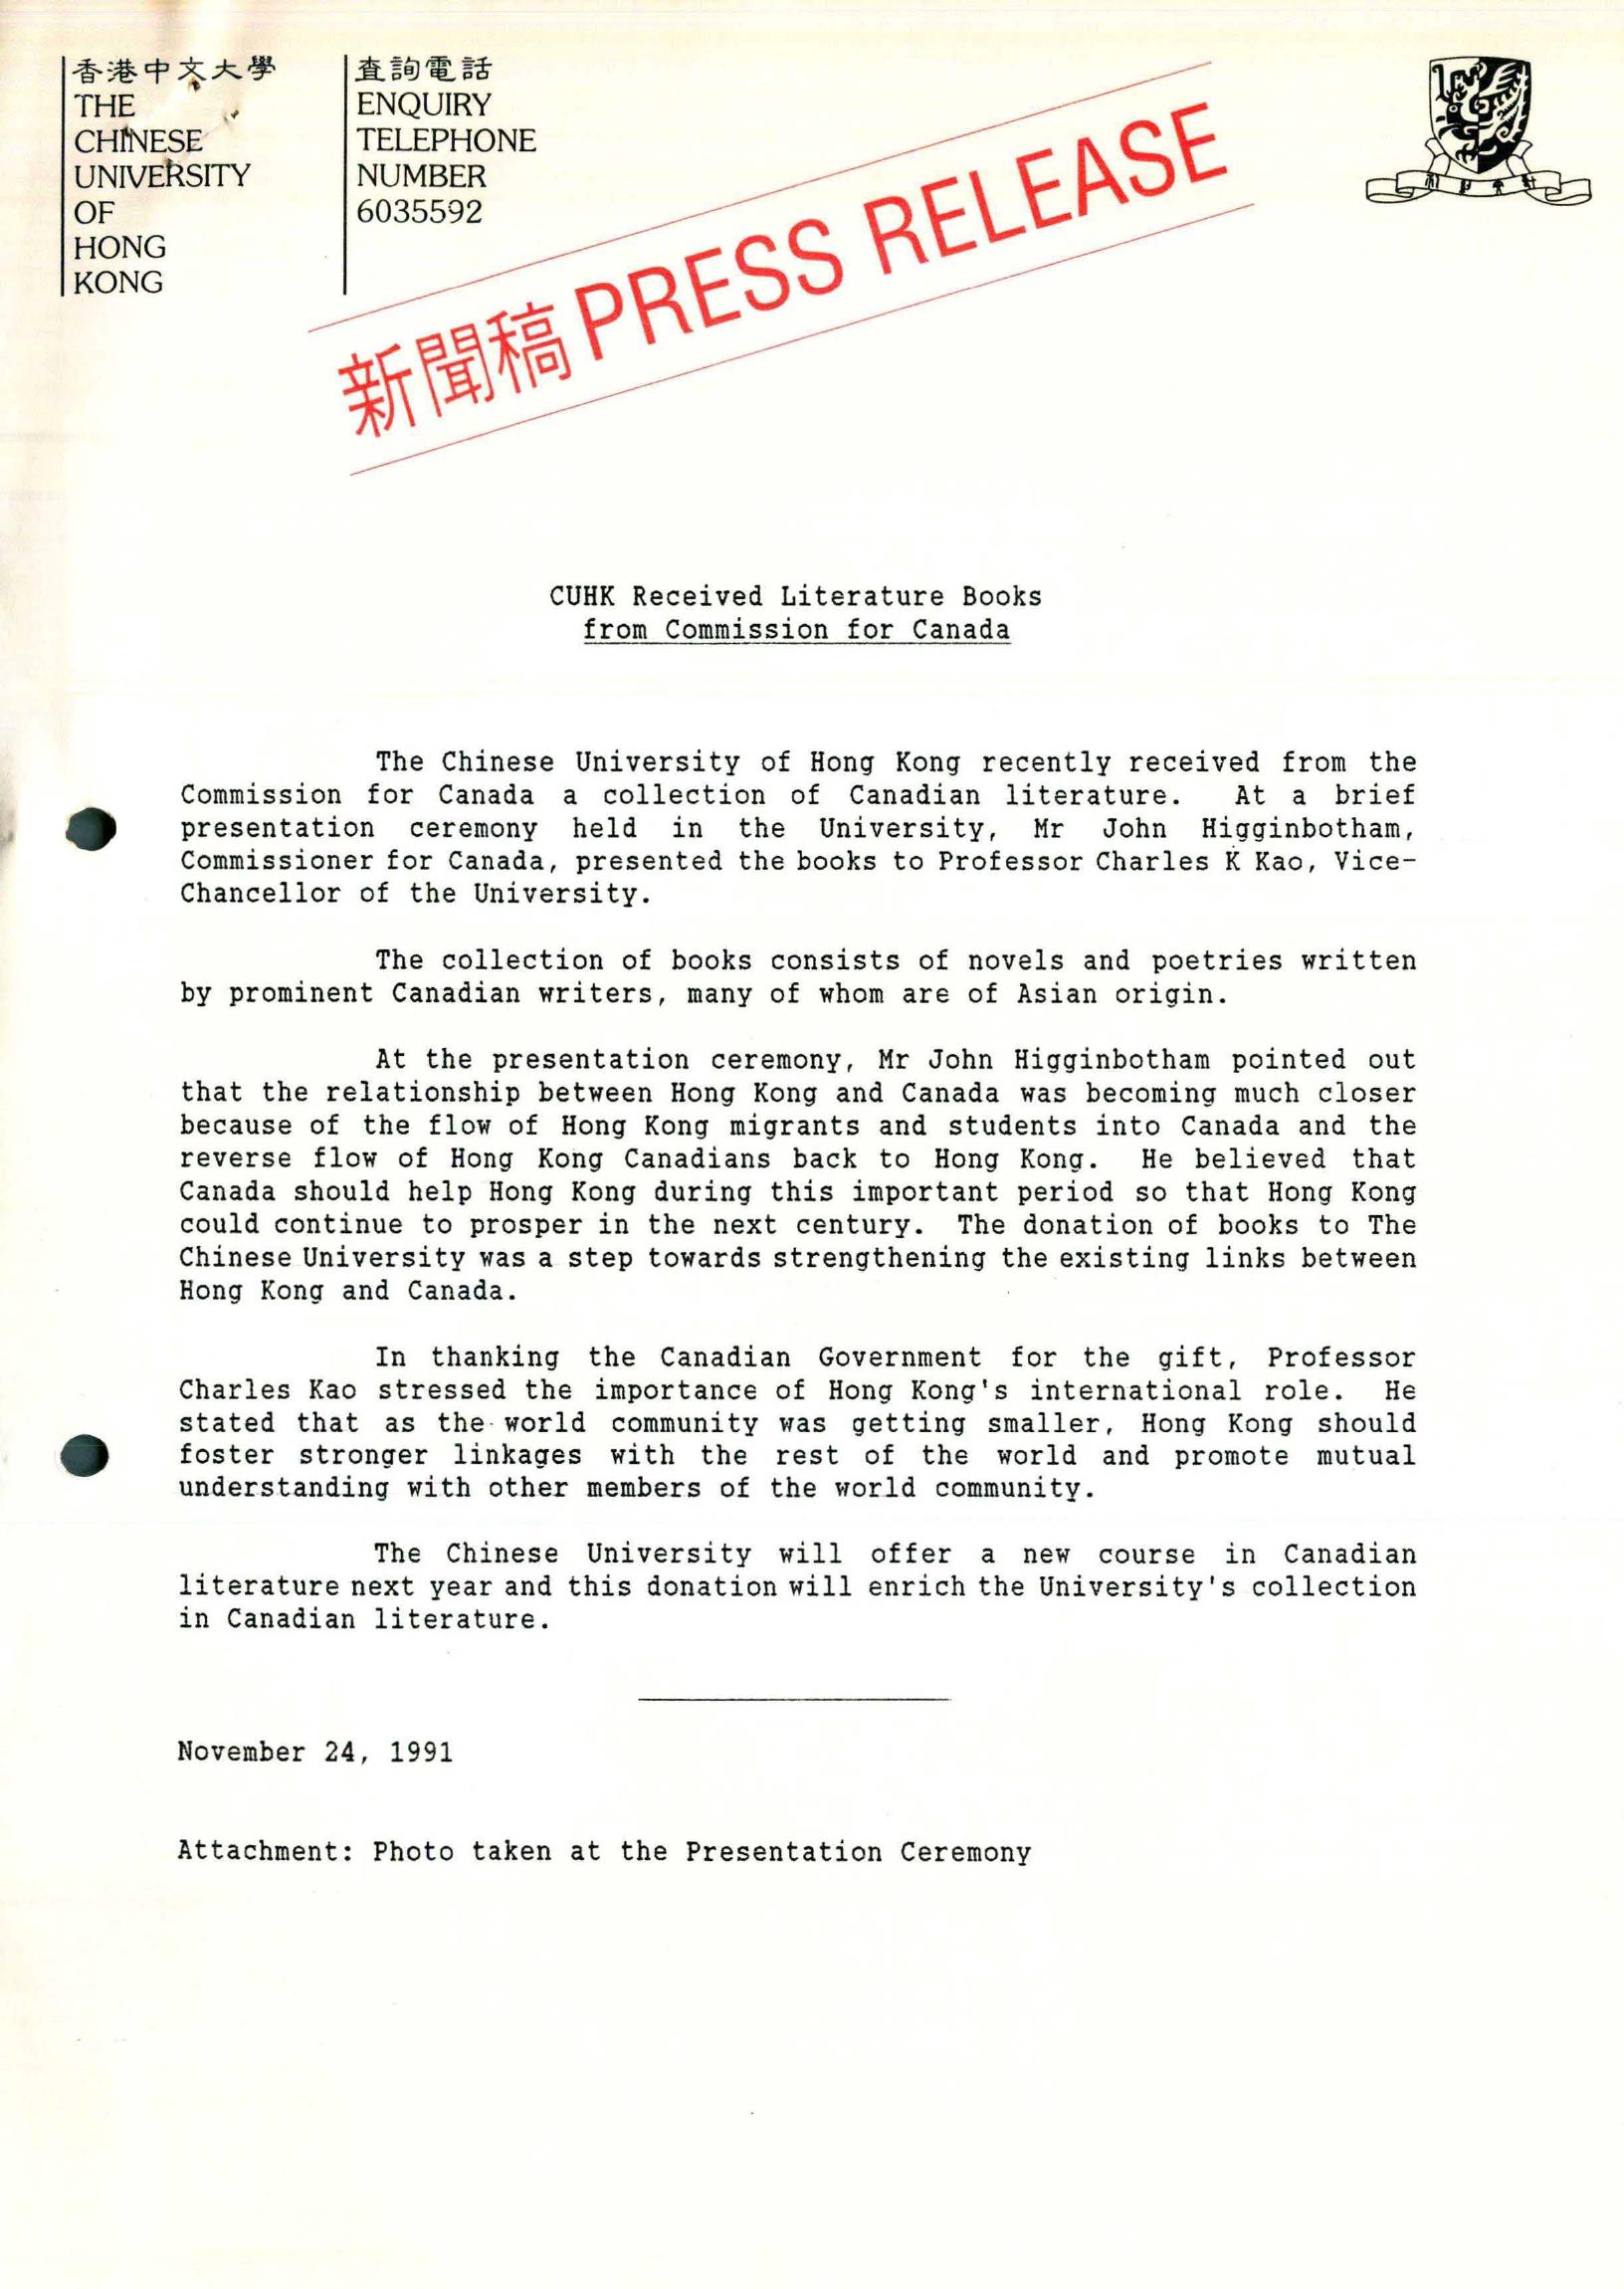 香港中文大學
THE
CHINESE
UNIVERSITY
OF
HONG
KONG
查詢電話
ENQUIRY
TELEPHONE
NUMBER
6035592
新聞稿 PRESS RELEASE
CUHK Received Literature Books
from Commission for Canada
The Chinese University of Hong Kong recently received from the
Commission for Canada a collection of Canadian literature. At a brief
presentation ceremony held in the University, Mr John Higginbotham,
Commissioner for Canada, presented the books to Professor Charles K Kao, Vice-
Chancellor of the University.
The collection of books consists of novels and poetries written
by prominent Canadian writers, many of whom are of Asian origin.
At the presentation ceremony, Mr John Higginbotham pointed out
that the relationship between Hong Kong and Canada was becoming much closer
because of the flow of Hong Kong migrants and students into Canada and the
reverse flow of Hong Kong Canadians back to Hong Kong. He believed that
Canada should help Hong Kong during this important period so that Hong Kong
could continue to prosper in the next century. The donation of books to The
Chinese University was a step towards strengthening the existing links between
Hong Kong and Canada.
In thanking the Canadian Government for the gift, Professor
Charles Kao stressed the importance of Hong Kong's international role. He
stated that as the world community was getting smaller, Hong Kong should
foster stronger linkages with the rest of the world and promote mutual
understanding with other members of the world community.
The Chinese University will offer a new course in Canadian
literature next year and this donation will enrich the University's collection
in Canadian literature.
November 24, 1991
Attachment: Photo taken at the Presentation Ceremony